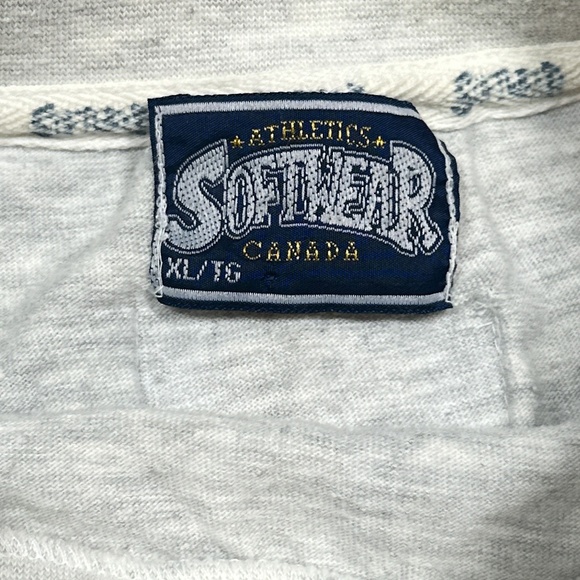 ★ATHLETICS★
SOFTWEAR
CANADA
XL/TG